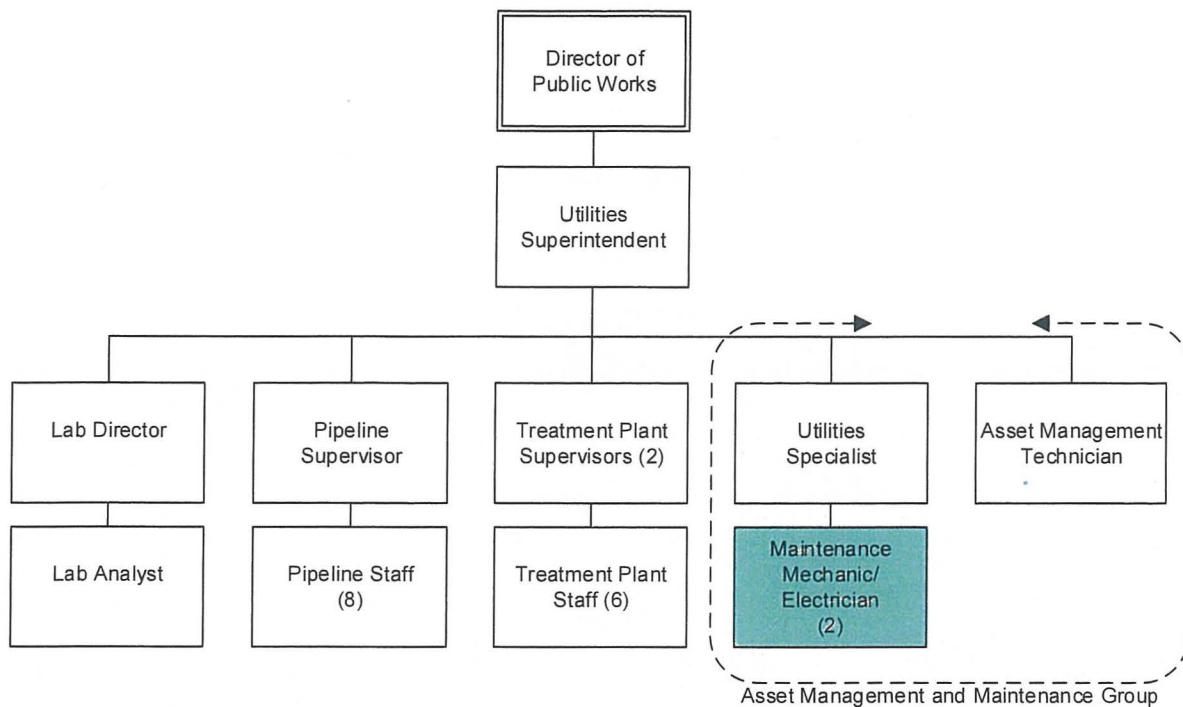 Director of
Public Works
Utilities
Superintendent
Lab Director
Pipeline
Supervisor
Treatment Plant
Supervisors (2)
Utilities
Specialist
Asset Management
Technician
Lab Analyst
Pipeline Staff
(8)
Treatment Plant
Staff (6)
Maintenance
Mechanic/
Electrician
(2)
Asset Management and Maintenance Group